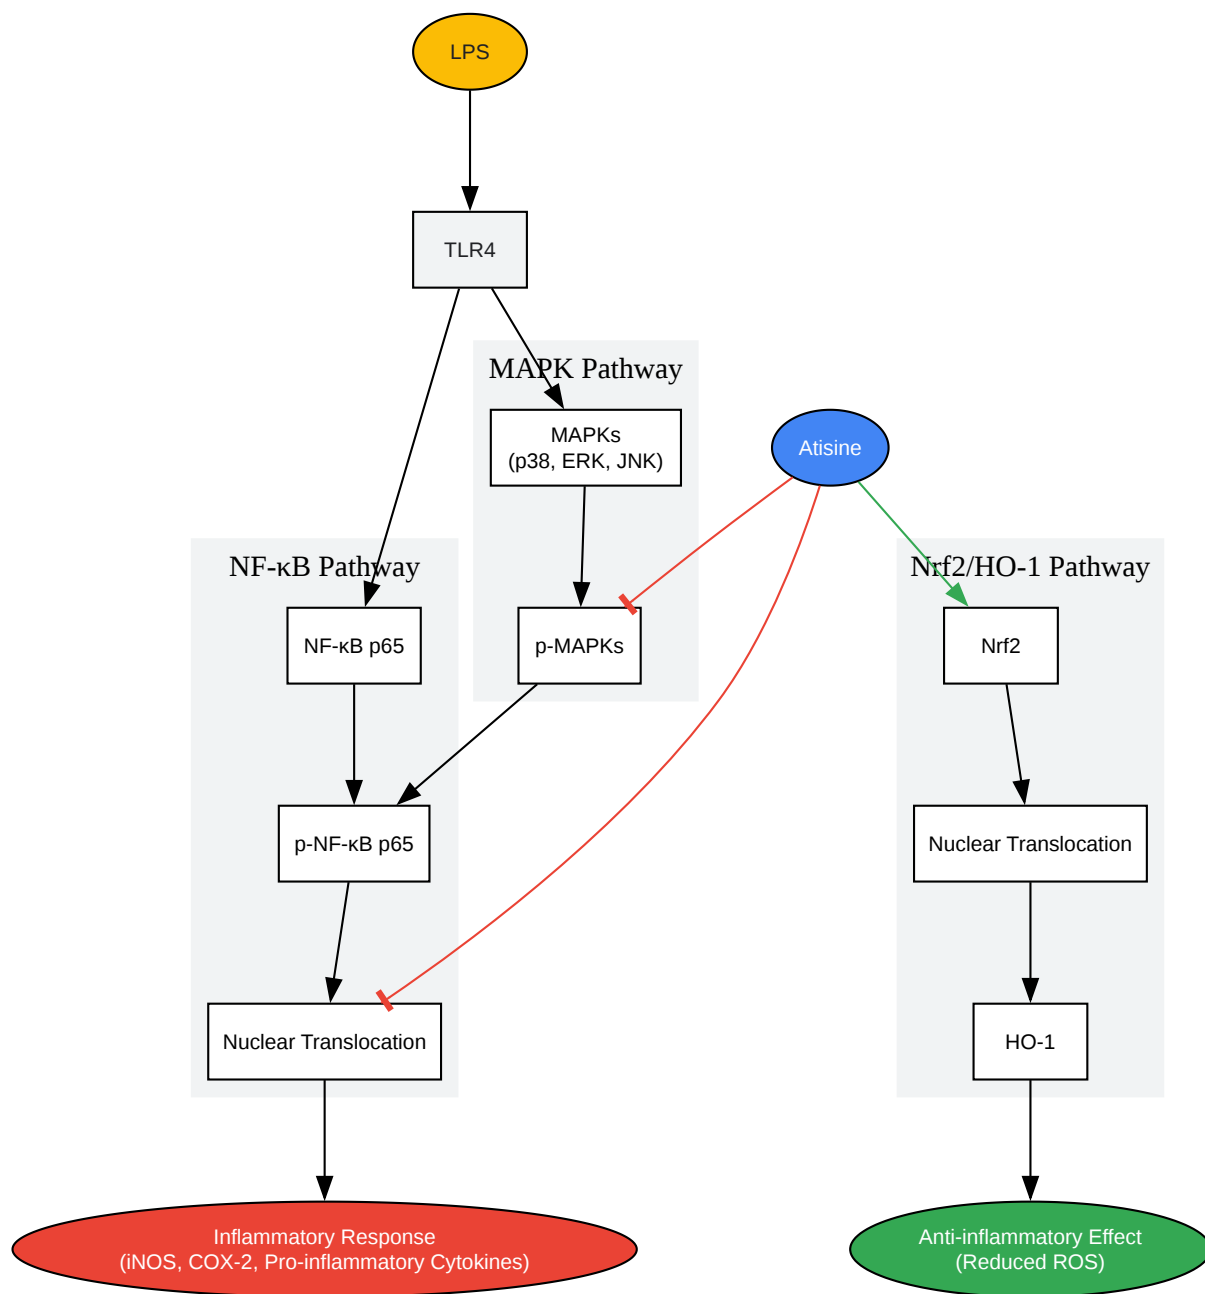 LPS
TLR4
MAPK Pathway
MAPKs
(p38, ERK, JNK)
Atisine
NF-κB Pathway
Nrf2/HO-1 Pathway
NF-κB p65
p-MAPKs
Nrf2
p-NF-κB p65
Nuclear Translocation
Nuclear Translocation
HO-1
Inflammatory Response
(iNOS, COX-2, Pro-inflammatory Cytokines)
Anti-inflammatory Effect
(Reduced ROS)